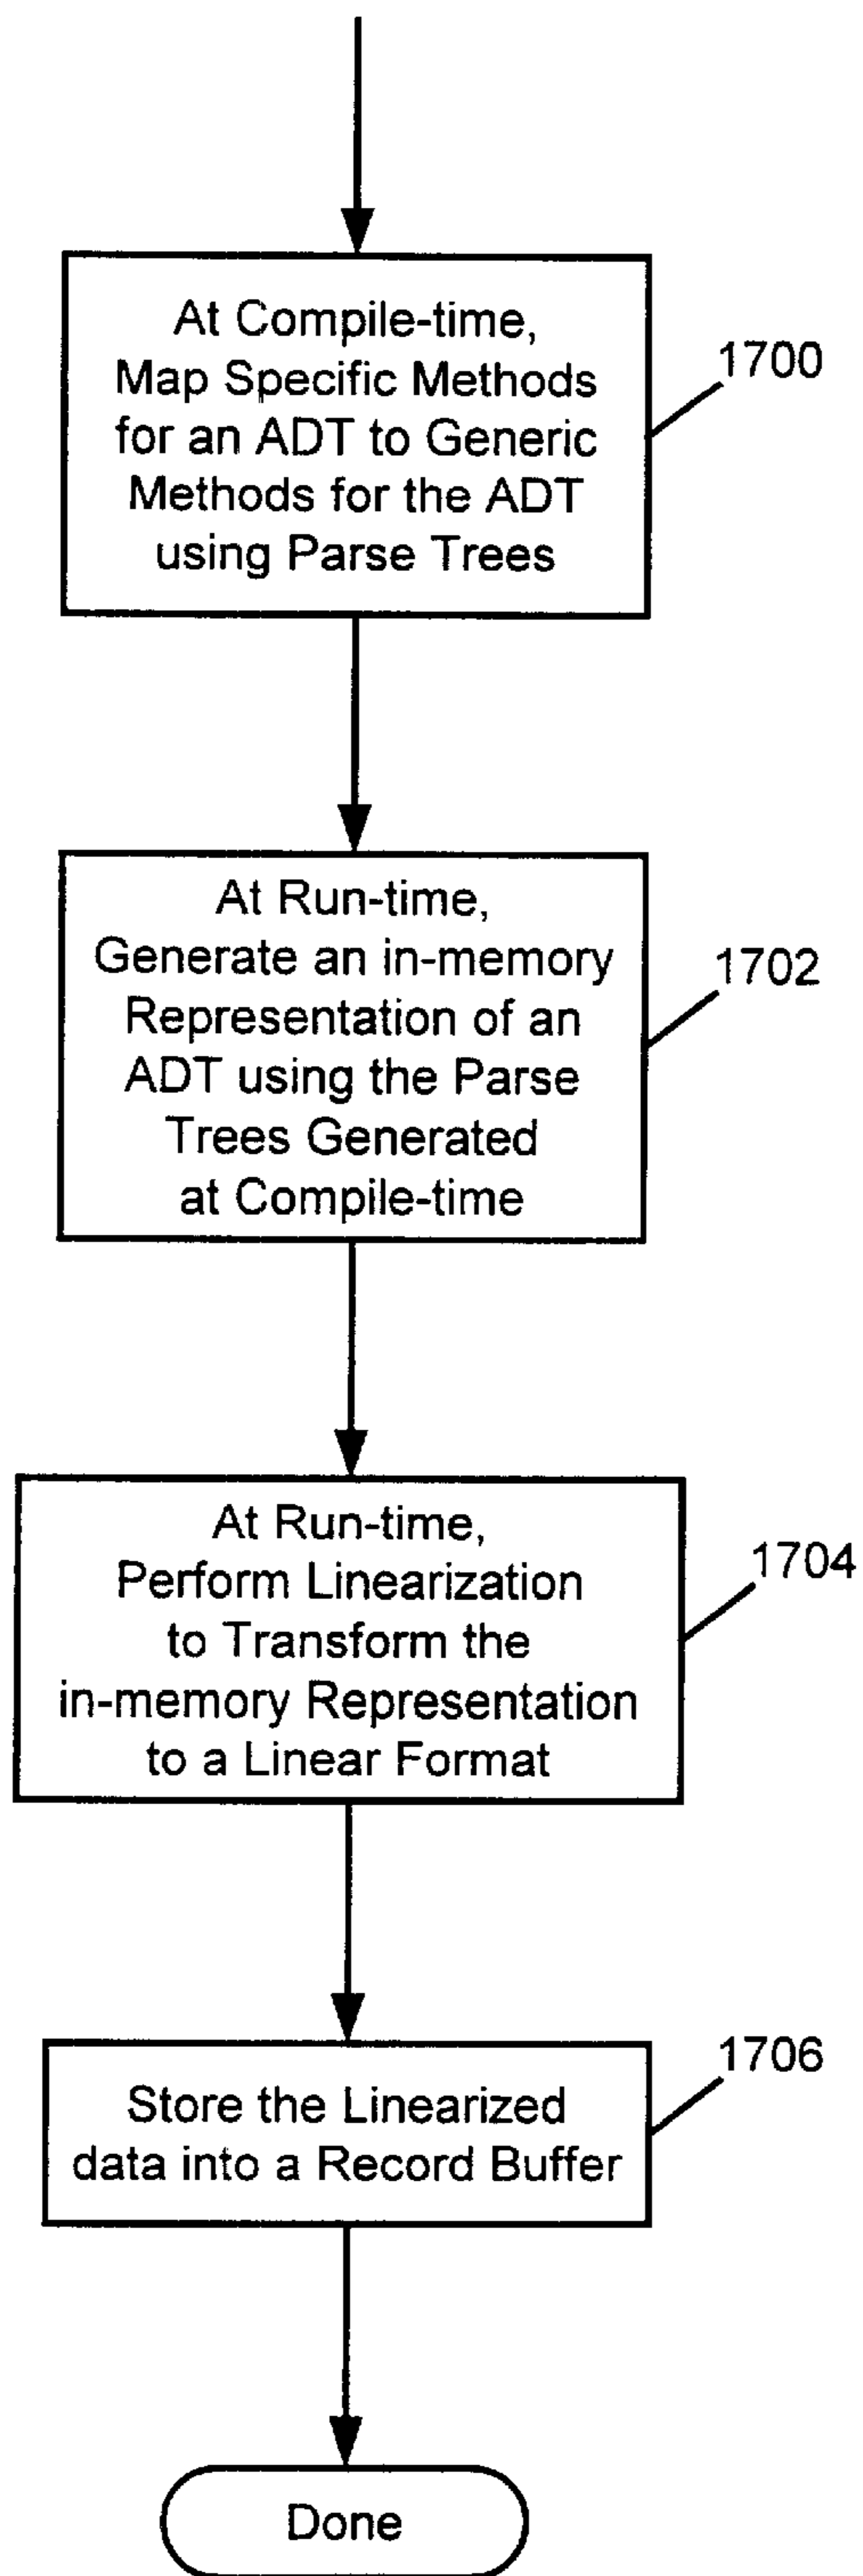 At Compile-time,
Map Specific Methods
for an ADT to Generic
Methods for the ADT
using Parse Trees
1700
At Run-time,
Generate an in-memory
Representation of an
ADT using the Parse
Trees Generated
at Compile-time
1702
At Run-time,
Perform Linearization
to Transform the
in-memory Representation
to a Linear Format
1704
Store the Linearized
data into a Record Buffer
1706
Done